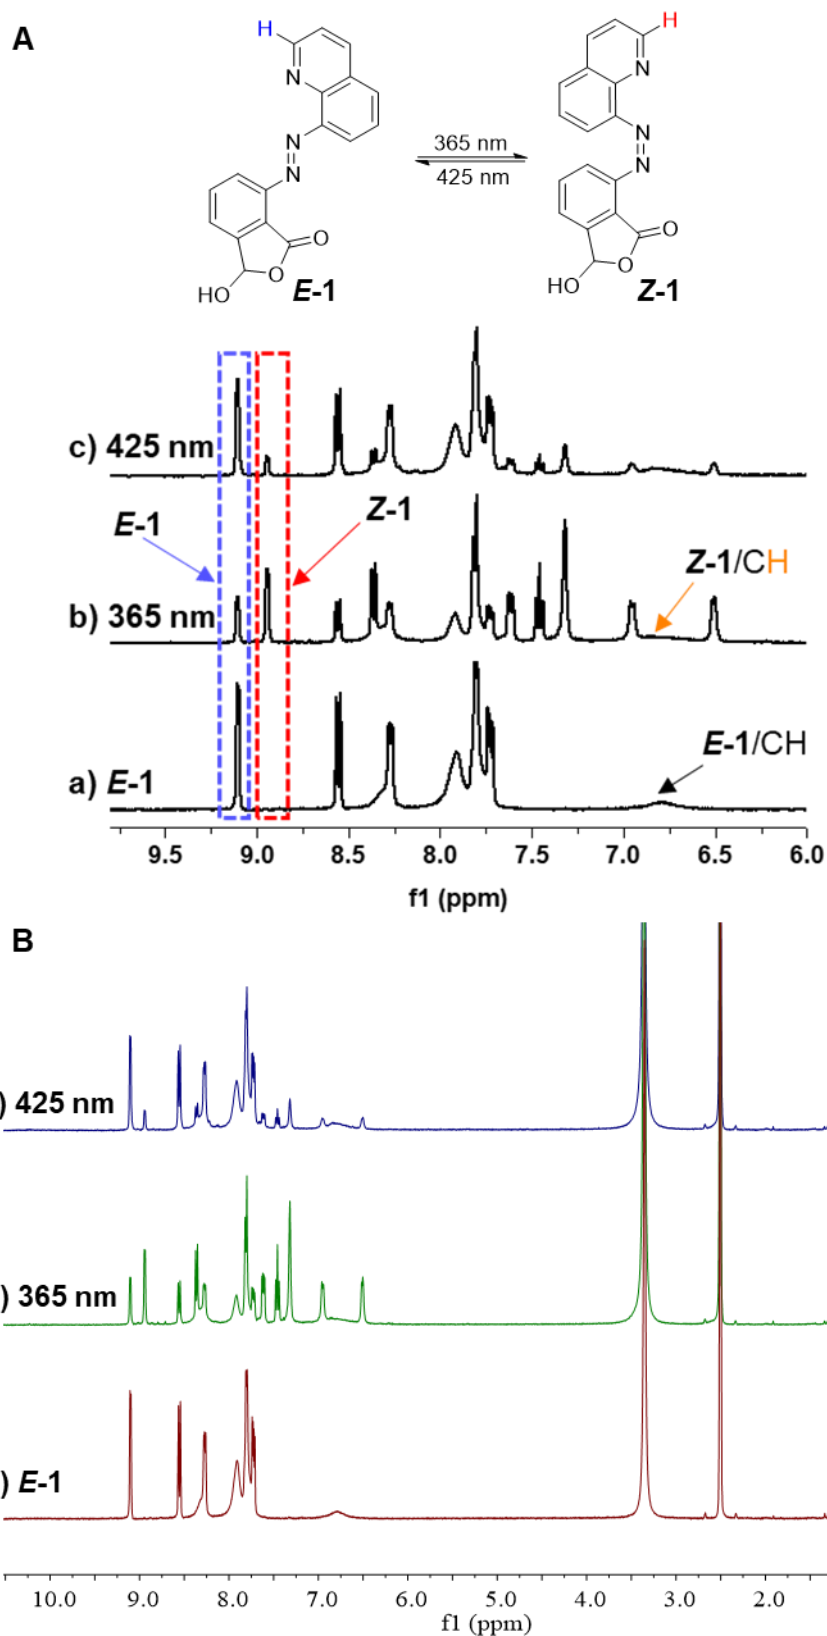 A
H
N
N
N
O
O
HO
E-1
365 nm
425 nm
H
N
N
N
O
O
HO
Z-1
c) 425 nm
E-1
Z-1
b) 365 nm
Z-1/CH
a) E-1
E-1/CH
9.5 9.0 8.5 8.0 7.5 7.0 6.5 6.0
f1 (ppm)
B
) 425 nm
) 365 nm
) E-1
10.0 9.0 8.0 7.0 6.0 5.0 4.0 3.0 2.0
f1 (ppm)